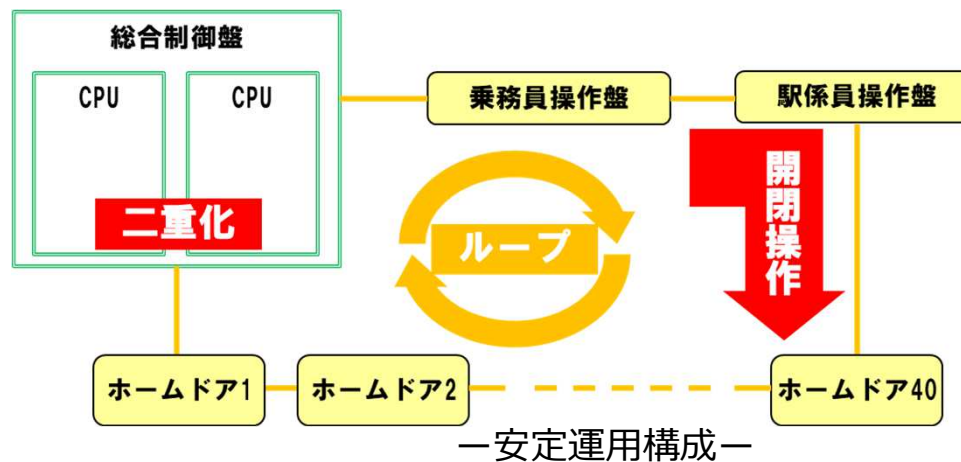 総合制御盤
CPU
CPU
二重化
乗務員操作盤
駅係員操作盤
ループ
開閉操作
ホームドア1
ホームドア2
ホームドア40
ー安定運用構成ー